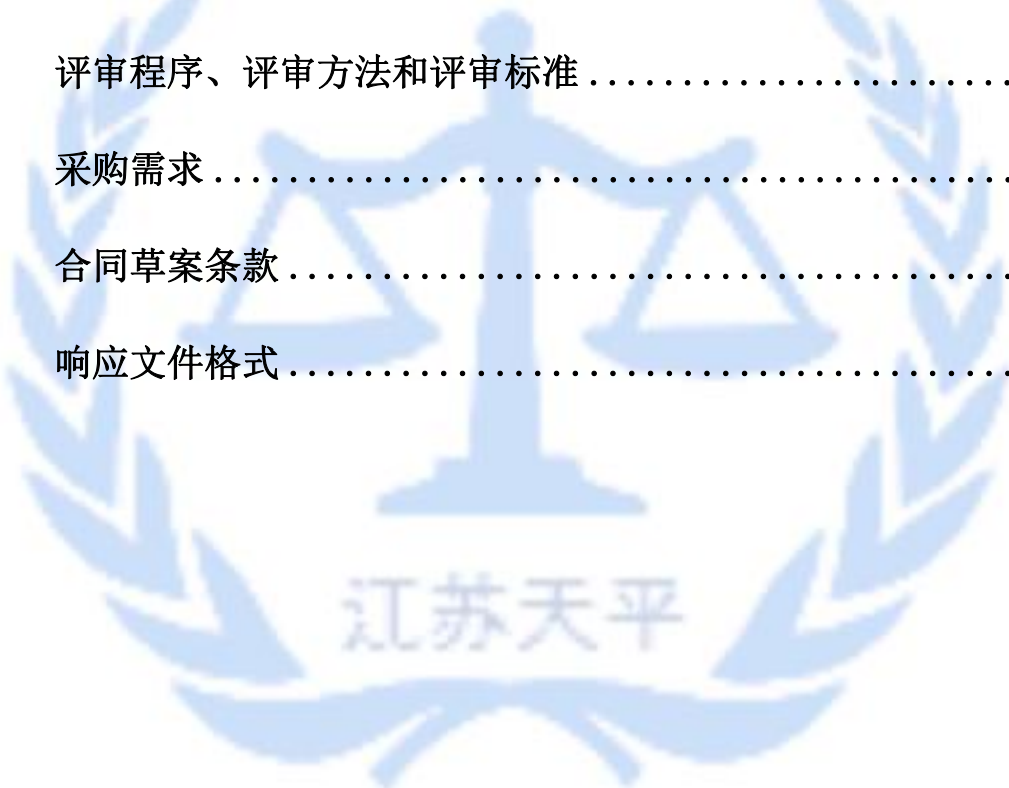 评审程序、评审方法和评审标准........................
采购需求............................................
合同草案条款........................................
响应文件格式........................................
江苏天平